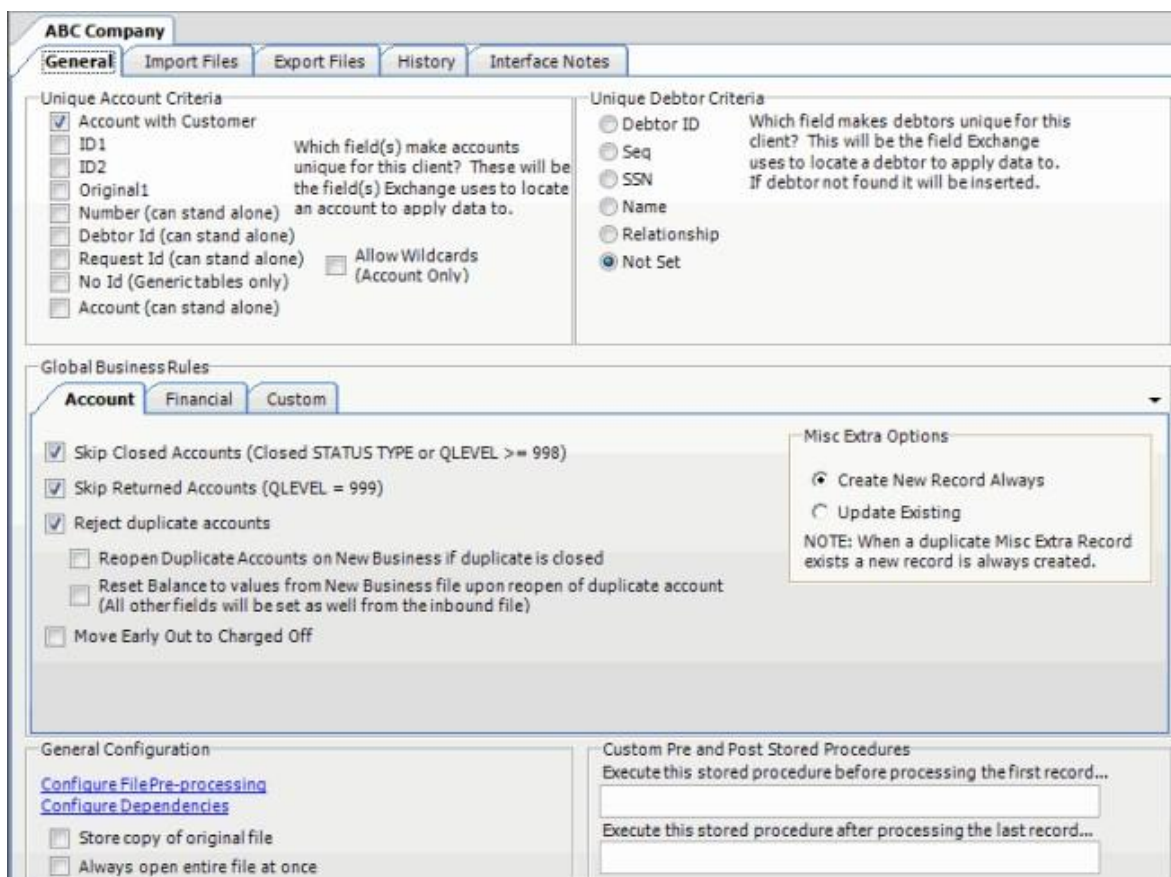 ABC Company
General Import Files Export Files History Interface Notes
Unique Account Criteria
Account with Customer
ID1
ID2
Original1
Number (can stand alone)
Debtor Id (can stand alone)
Request Id (can stand alone)
No Id (Generic tables only)
Account (can stand alone)
Which field(s) make accounts
unique for this client? These will be
the field(s) Exchange uses to locate
an account to apply data to.
Allow Wildcards
(Account Only)
Unique Debtor Criteria
Debtor ID
Seq
SSN
Name
Relationship
Not Set
Which field makes debtors unique for this
client? This will be the field Exchange
uses to locate a debtor to apply data to.
If debtor not found it will be inserted.
Global Business Rules
Account Financial Custom
Skip Closed Accounts (Closed STATUS TYPE or QLEVEL >= 998)
Skip Returned Accounts (QLEVEL = 999)
Reject duplicate accounts
Reopen Duplicate Accounts on New Business if duplicate is closed
Reset Balance to values from New Business file upon reopen of duplicate account
(All other fields will be set as well from the inbound file)
Move Early Out to Charged Off
Misc Extra Options
Create New Record Always
Update Existing
NOTE: When a duplicate Misc Extra Record
exists a new record is always created.
General Configuration
Configure File Pre-processing
Configure Dependencies
Store copy of original file
Always open entire file at once
Custom Pre and Post Stored Procedures
Execute this stored procedure before processing the first record...
Execute this stored procedure after processing the last record...